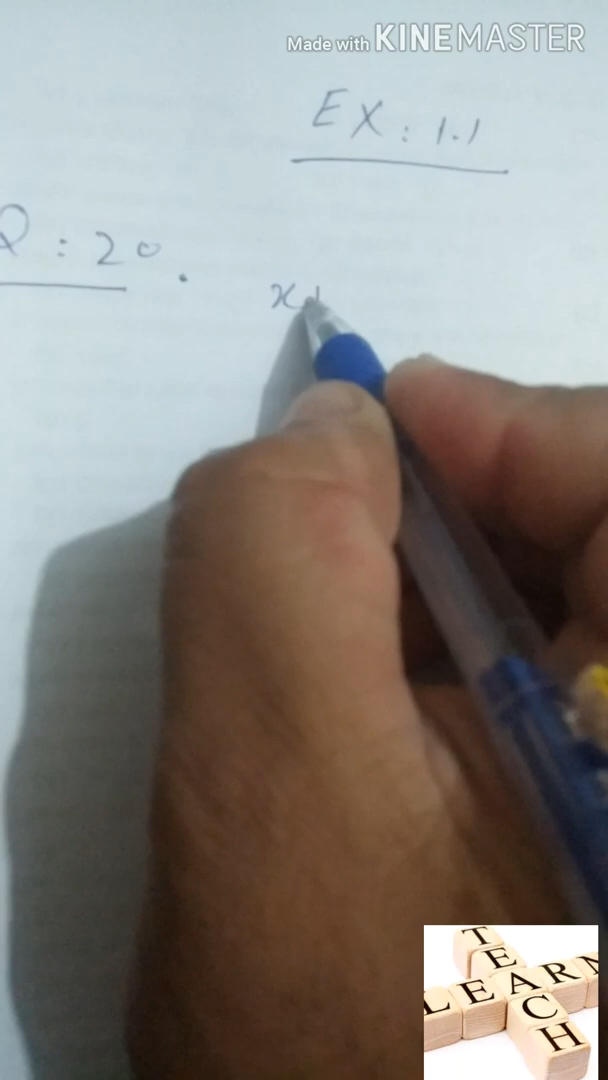 Made with KINEMASTER
EX : 1.1
Q : 20.
x
TEACH
LEARN